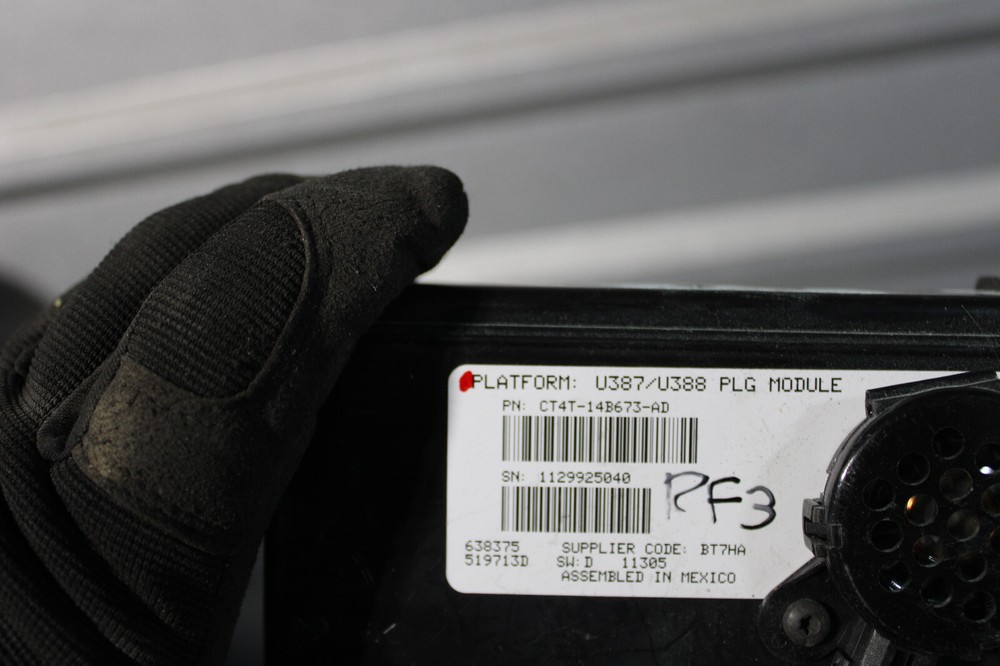 PLATFORM: U387/U388 PLG MODULE
PN: CT4T-14B673-AD
SN: 1129925040
RF3
638375 SUPPLIER CODE: BT7HA
519713D SW:D 11305
ASSEMBLED IN MEXICO